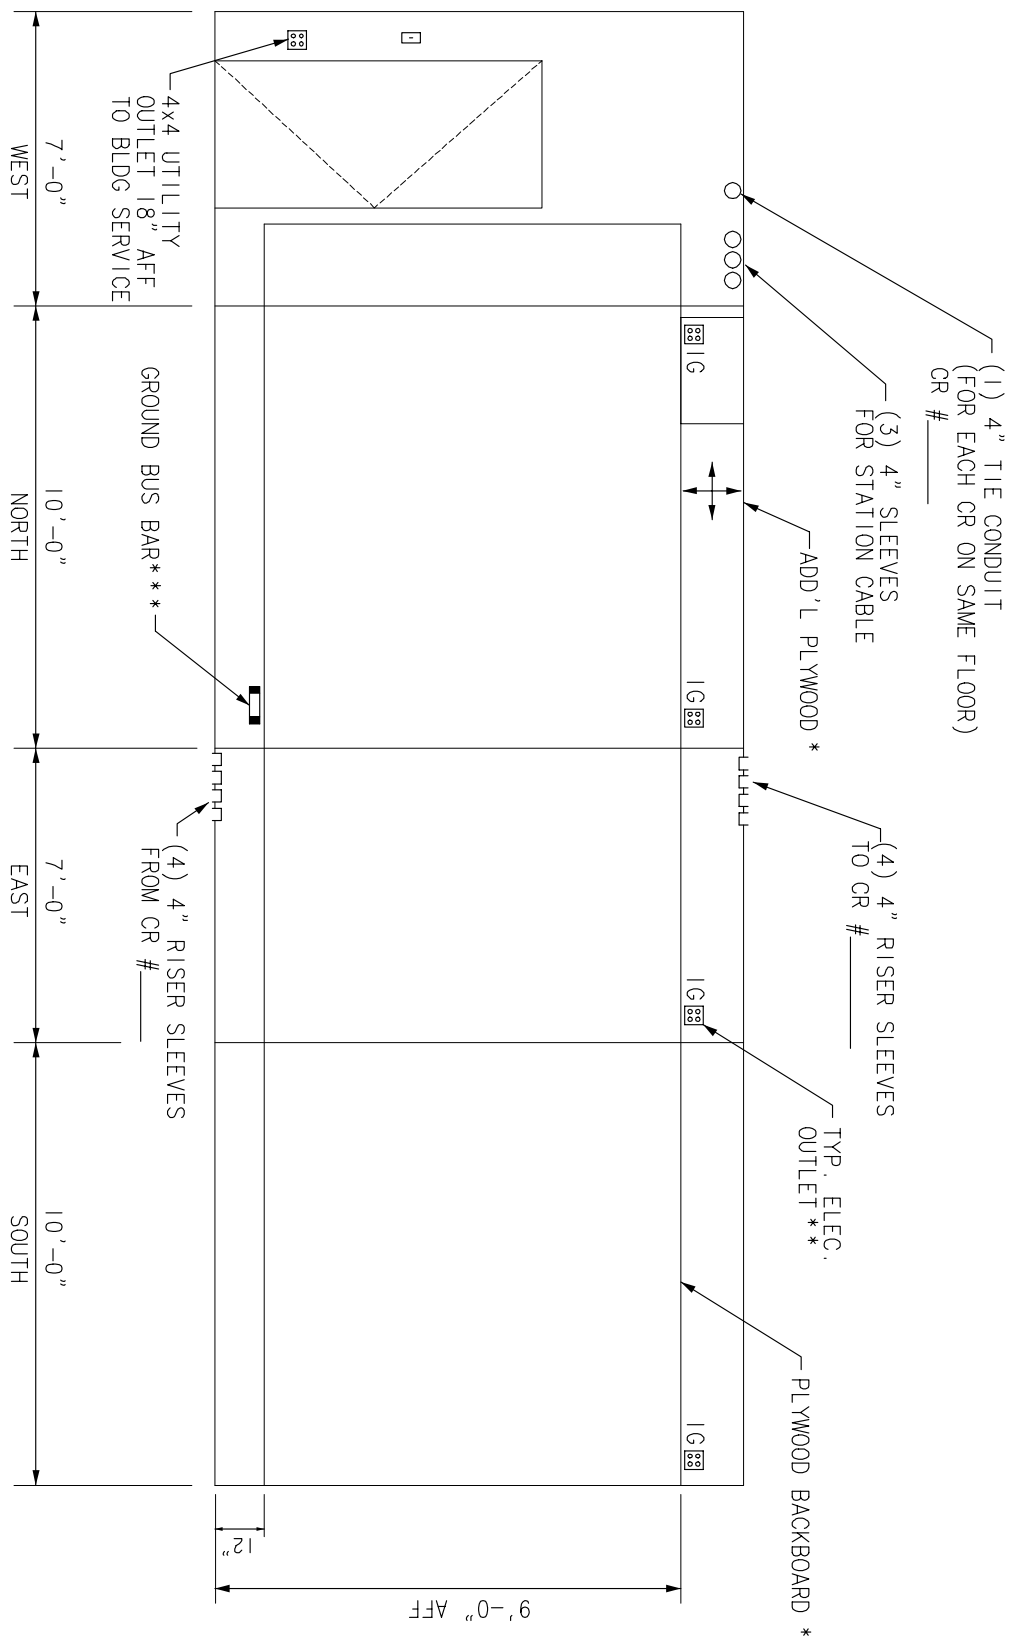 (1) 4" TIE CONDUIT
(FOR EACH CR ON SAME FLOOR)
CR #
(3) 4" SLEEVES
FOR STATION CABLE
ADD'L PLYWOOD *
(4) 4" RISER SLEEVES
TO CR #
TYP. ELEC.
OUTLET **
PLYWOOD BACKBOARD *
IG
IG
IG
IG
4x4 UTILITY
OUTLET 18" AFF
TO BLDG SERVICE
GROUND BUS BAR***
(4) 4" RISER SLEEVES
FROM CR #
12"
9'-0" AFF
7'-0"
WEST
10'-0"
NORTH
7'-0"
EAST
10'-0"
SOUTH